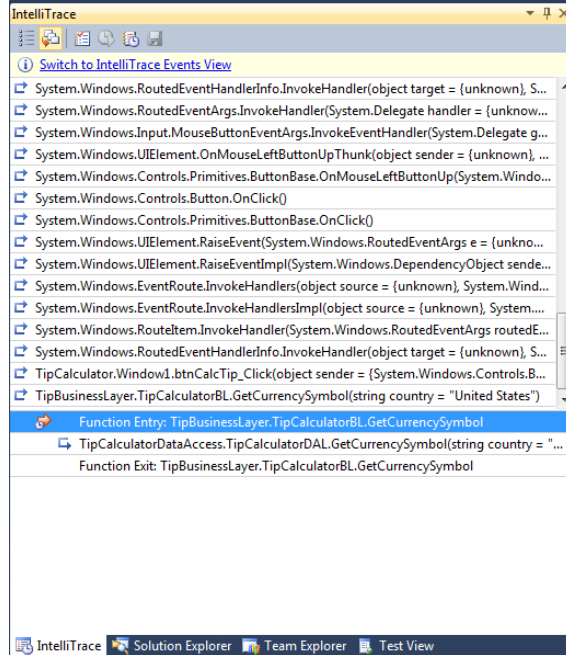 IntelliTrace
Switch to IntelliTrace Events View
System.Windows.RoutedEventHandlerInfo.InvokeHandler(object target = {unknown}, S...
System.Windows.RoutedEventArgs.InvokeHandler(System.Delegate handler = {unknow...
System.Windows.Input.MouseButtonEventArgs.InvokeEventHandler(System.Delegate g...
System.Windows.UIElement.OnMouseLeftButtonUpThunk(object sender = {unknown}, ...
System.Windows.Controls.Primitives.ButtonBase.OnMouseLeftButtonUp(System.Windo...
System.Windows.Controls.Button.OnClick()
System.Windows.Controls.Primitives.ButtonBase.OnClick()
System.Windows.UIElement.RaiseEvent(System.Windows.RoutedEventArgs e = {unkno...
System.Windows.UIElement.RaiseEventImpl(System.Windows.DependencyObject sende...
System.Windows.EventRoute.InvokeHandlers(object source = {unknown}, System.Wind...
System.Windows.EventRoute.InvokeHandlersImpl(object source = {unknown}, System....
System.Windows.RouteItem.InvokeHandler(System.Windows.RoutedEventArgs routedE...
System.Windows.RoutedEventHandlerInfo.InvokeHandler(object target = {unknown}, S...
TipCalculator.Window1.btnCalcTip_Click(object sender = {System.Windows.Controls.B...
TipBusinessLayer.TipCalculatorBL.GetCurrencySymbol(string country = "United States")
Function Entry: TipBusinessLayer.TipCalculatorBL.GetCurrencySymbol
TipCalculatorDataAccess.TipCalculatorDAL.GetCurrencySymbol(string country = "...
Function Exit: TipBusinessLayer.TipCalculatorBL.GetCurrencySymbol
IntelliTrace Solution Explorer Team Explorer Test View